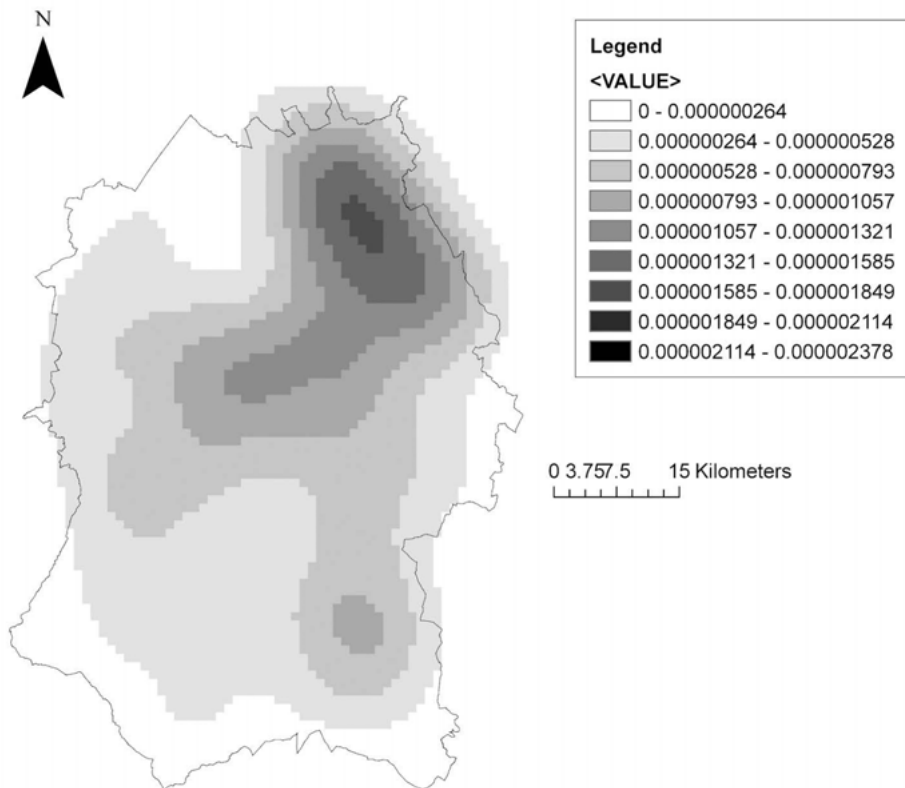 N
Legend
<VALUE>
0 - 0.000000264
0.000000264 - 0.000000528
0.000000528 - 0.000000793
0.000000793 - 0.000001057
0.000001057 - 0.000001321
0.000001321 - 0.000001585
0.000001585 - 0.000001849
0.000001849 - 0.000002114
0.000002114 - 0.000002378
0 3.757.5 15 Kilometers